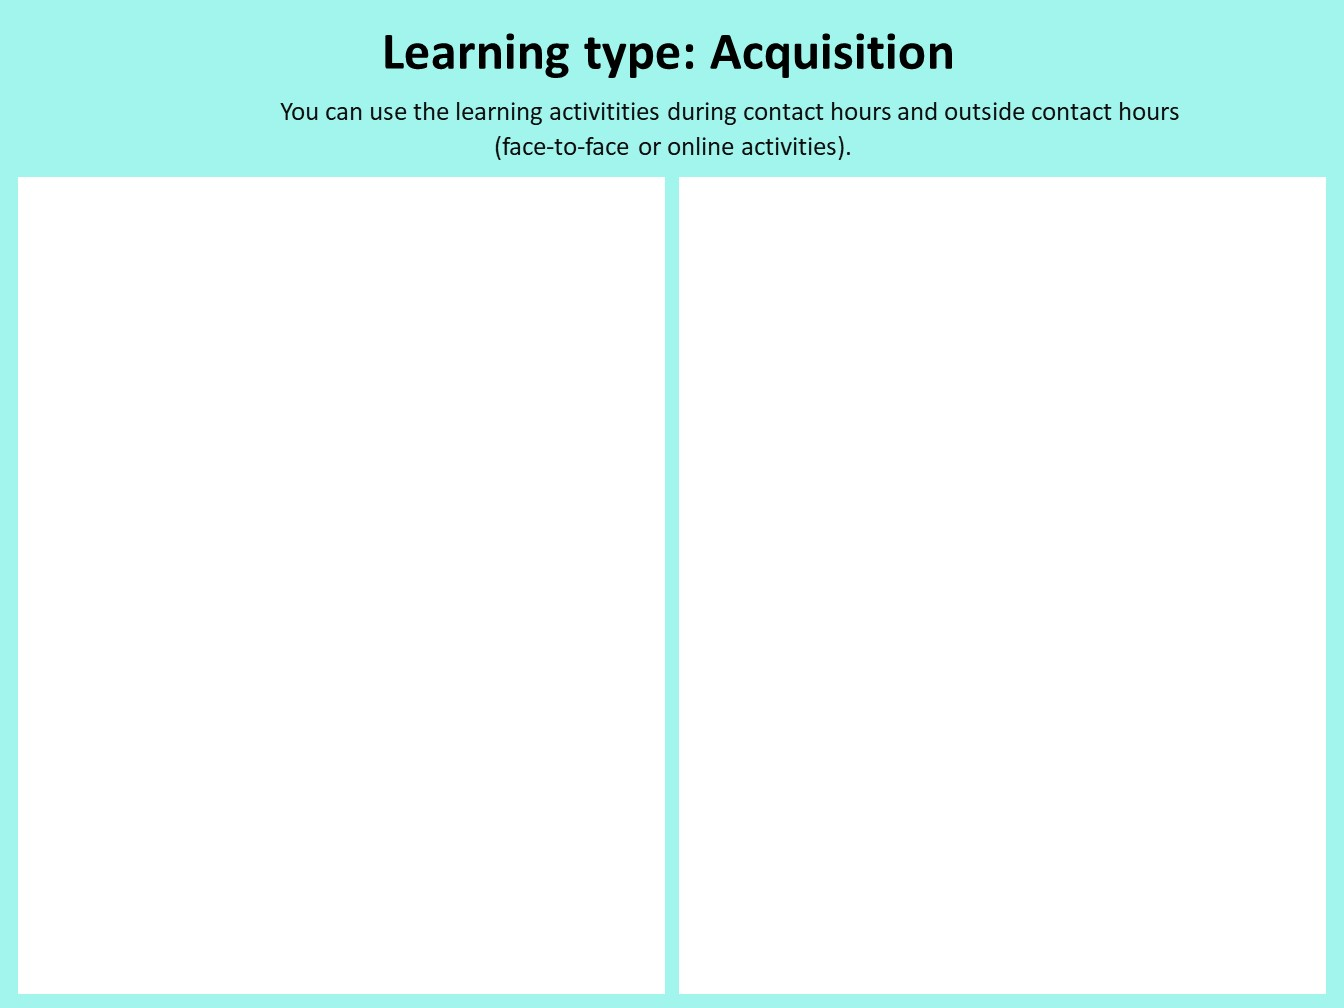 Learning type: Acquisition
You can use the learning activitities during contact hours and outside contact hours
(face-to-face or online activities).